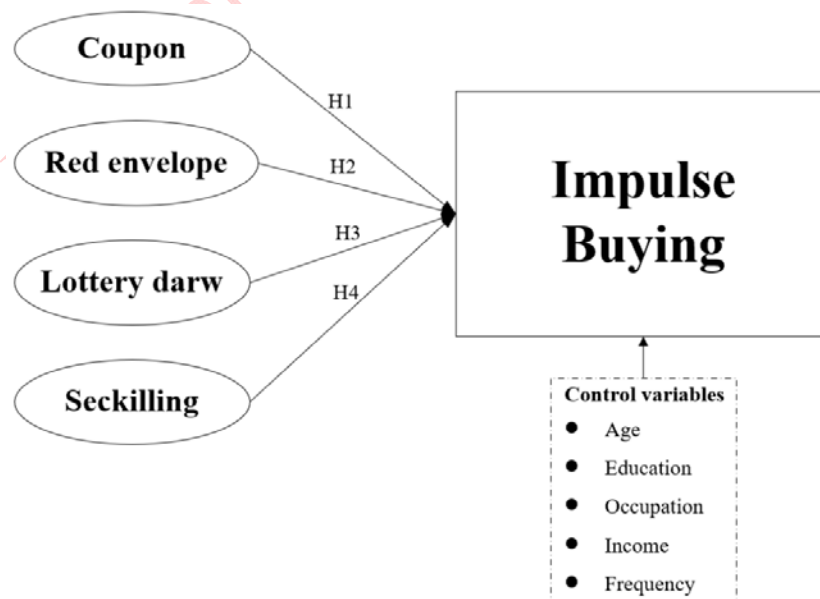 Coupon
H1
Red envelope
H2
Impulse
Buying
H3
Lottery darw
H4
Seckilling
Control variables
● Age
● Education
● Occupation
● Income
● Frequency